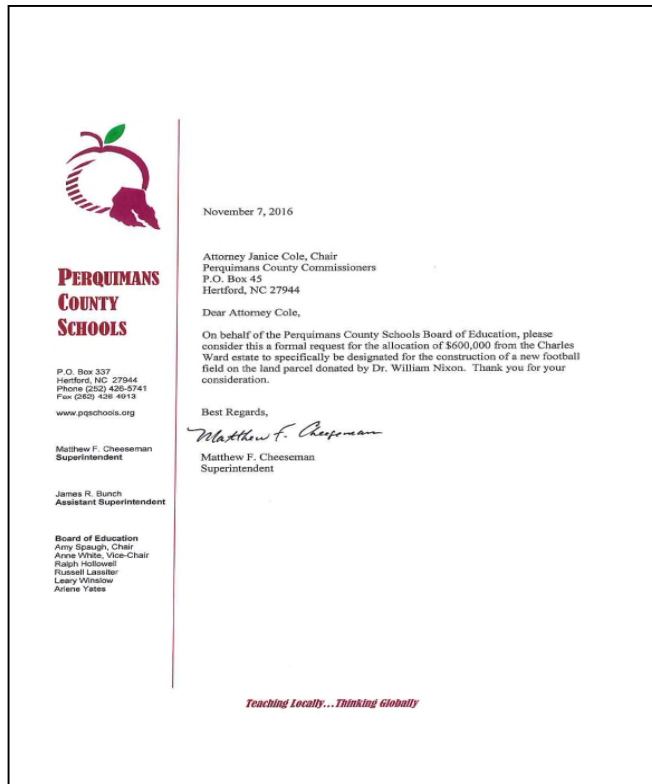 PERQUIMANS
COUNTY
SCHOOLS
P.O. Box 337
Hertford, NC 27944
Phone (252) 426-5741
Fax (252) 426 4913
www.pqschools.org
Matthew F. Cheeseman
Superintendent
James R. Bunch
Assistant Superintendent
Board of Education
Amy Spaugh, Chair
Anne White, Vice-Chair
Ralph Hollowell
Russell Lassiter
Leary Winslow
Arlene Yates
November 7, 2016
Attorney Janice Cole, Chair
Perquimans County Commissioners
P.O. Box 45
Hertford, NC 27944
Dear Attorney Cole,
On behalf of the Perquimans County Schools Board of Education, please
consider this a formal request for the allocation of $600,000 from the Charles
Ward estate to specifically be designated for the construction of a new football
field on the land parcel donated by Dr. William Nixon. Thank you for your
consideration.
Best Regards,
Matthew F. Cheeseman
Matthew F. Cheeseman
Superintendent
Teaching Locally...Thinking Globally